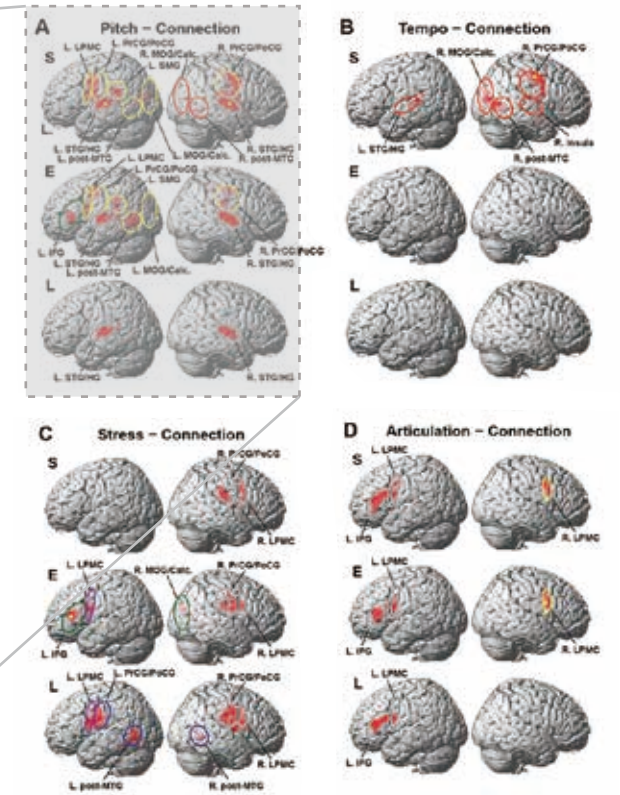 A Pitch – Connection
L. PrCG/PoCG
L. LPMC R. MOG/Calc. R. PrCG/PoCG
S L. SMG
L.
L. STG/HG R. STG/HG
L. post-MTG L. MOG/Calc. R. post-MTG
E L. LPMC
L. PrCG/PoCG
L. SMG
L. IFG R. PrCG/PoCG
L. STG/HG R. STG/HG
L. post-MTG L. MOG/Calc.
L
L. STG/HG R. STG/HG
B Tempo – Connection
R. MOG/Calc. R. PrCG/PoCG
S
L. STG/HG R. Insula
R. post-MTG
E
L
C Stress – Connection
R. PrCG/PoCG
S
R. LPMC
L. LPMC
E R. MOG/Calc. R. PrCG/PoCG
L. IFG R. LPMC
L. LPMC L. PrCG/PoCG R. PrCG/PoCG
L
R. LPMC
L. post-MTG R. post-MTG
D Articulation – Connection
L. LPMC
S
L. IFG R. LPMC
E
L. IFG R. LPMC
L
L. IFG